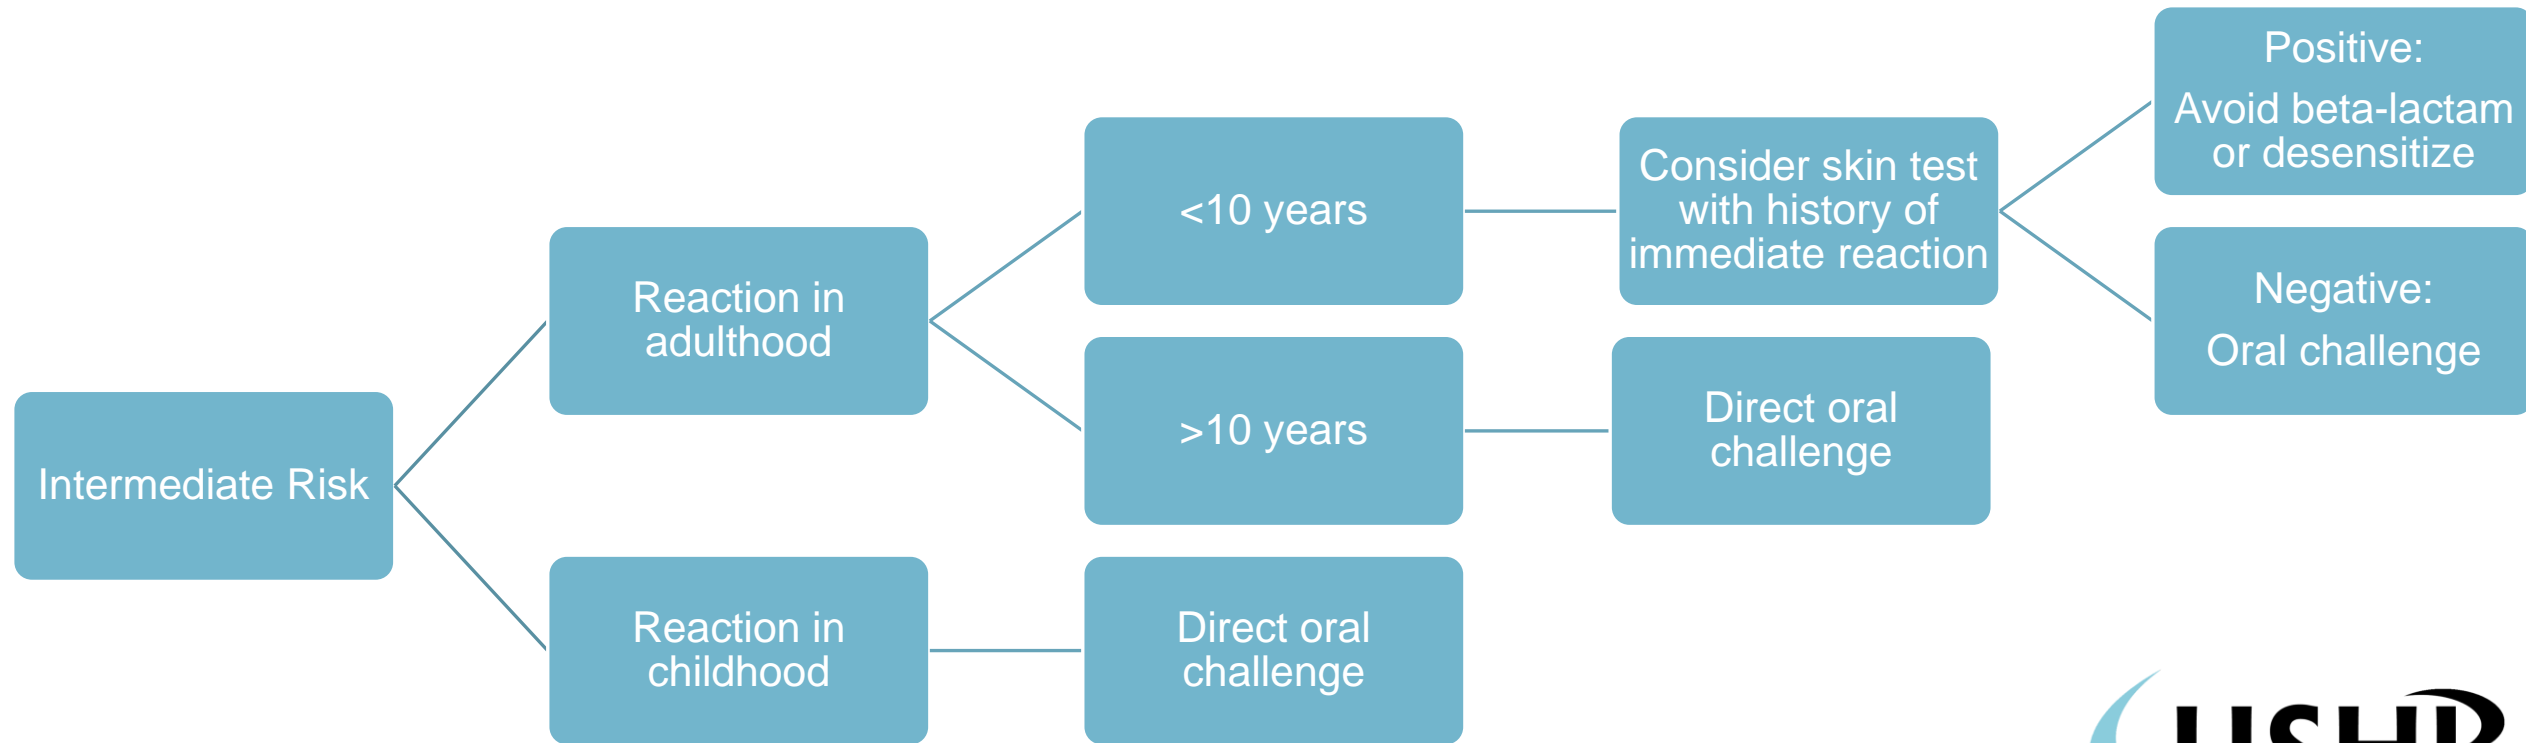 Intermediate Risk
Reaction in
adulthood
<10 years
Consider skin test
with history of
immediate reaction
Positive:
Avoid beta-lactam
or desensitize
Negative:
Oral challenge
>10 years
Direct oral
challenge
Reaction in
childhood
Direct oral
challenge
USHP